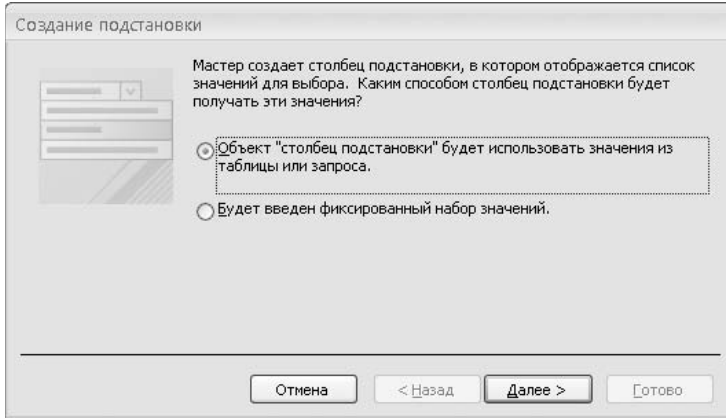 Создание подстановки
Мастер создает столбец подстановки, в котором отображается список
значений для выбора. Каким способом столбец подстановки будет
получать эти значения?
Объект "столбец подстановки" будет использовать значения из
таблицы или запроса.
Будет введен фиксированный набор значений.
Отмена
< Назад
Далее >
Готово